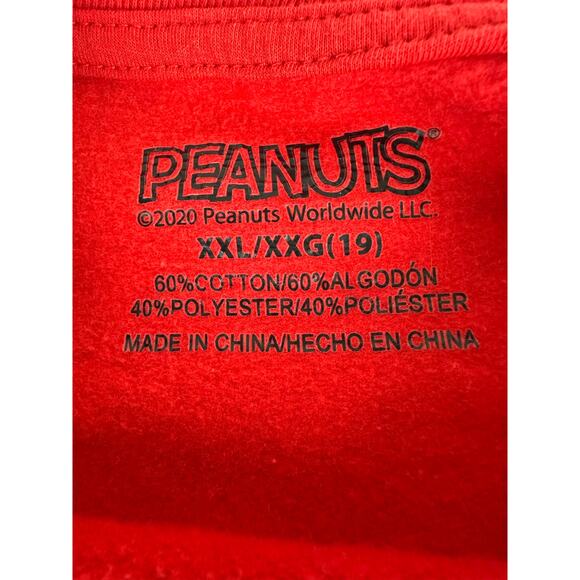 PEANUTS®
©2020 Peanuts Worldwide LLC.
XXL/XXG(19)
60%COTTON/60%ALGODÓN
40%POLYESTER/40%POLIÉSTER
MADE IN CHINA/HECHO EN CHINA